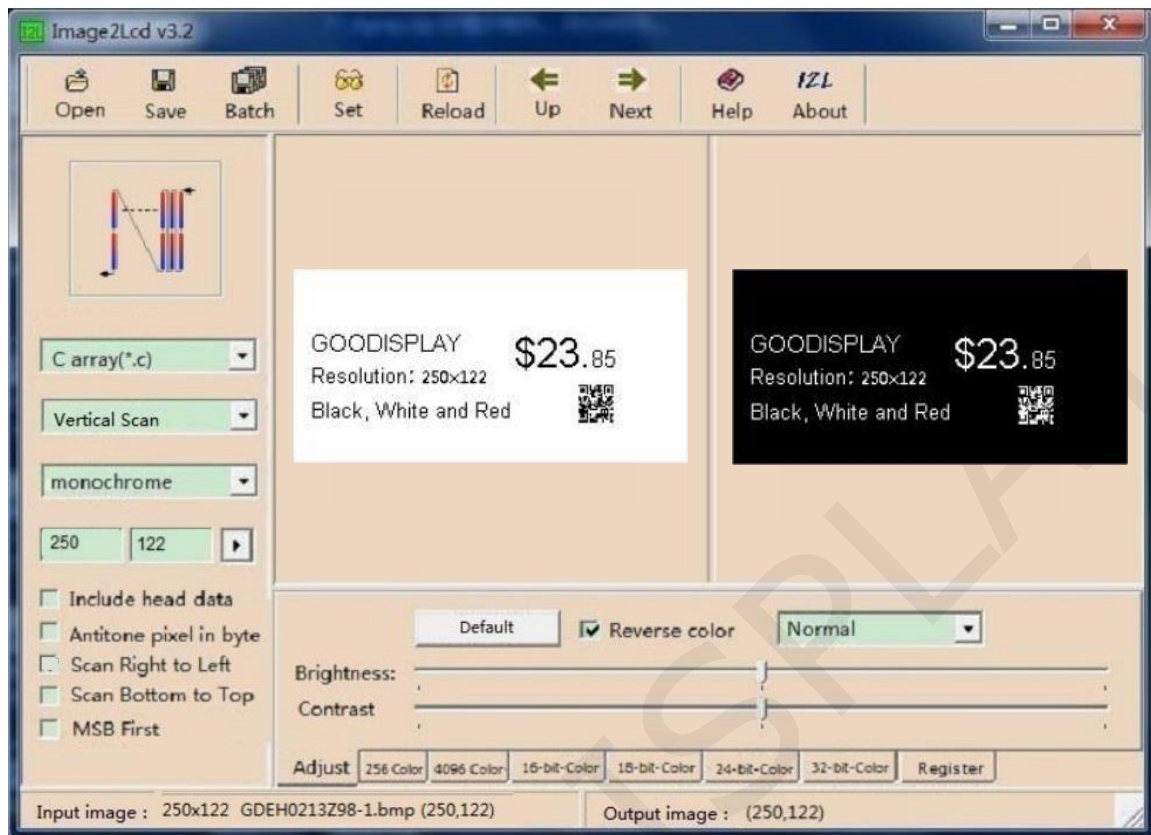 I2L Image2Lcd v3.2
Open Save Batch Set Reload Up Next Help I2L About
C array(*.c)
Vertical Scan
monochrome
250 122
Include head data
Antitone pixel in byte
Scan Right to Left
Scan Bottom to Top
MSB First
GOODISPLAY
$23.85
Resolution: 250×122
Black, White and Red
GOODISPLAY
$23.85
Resolution: 250×122
Black, White and Red
Default Reverse color Normal
Brightness:
Contrast
Adjust 256 Color 4096 Color 16-bit-Color 18-bit-Color 24-bit-Color 32-bit-Color Register
Input image : 250x122 GDEH0213Z98-1.bmp (250,122) Output image : (250,122)
ISPLAY